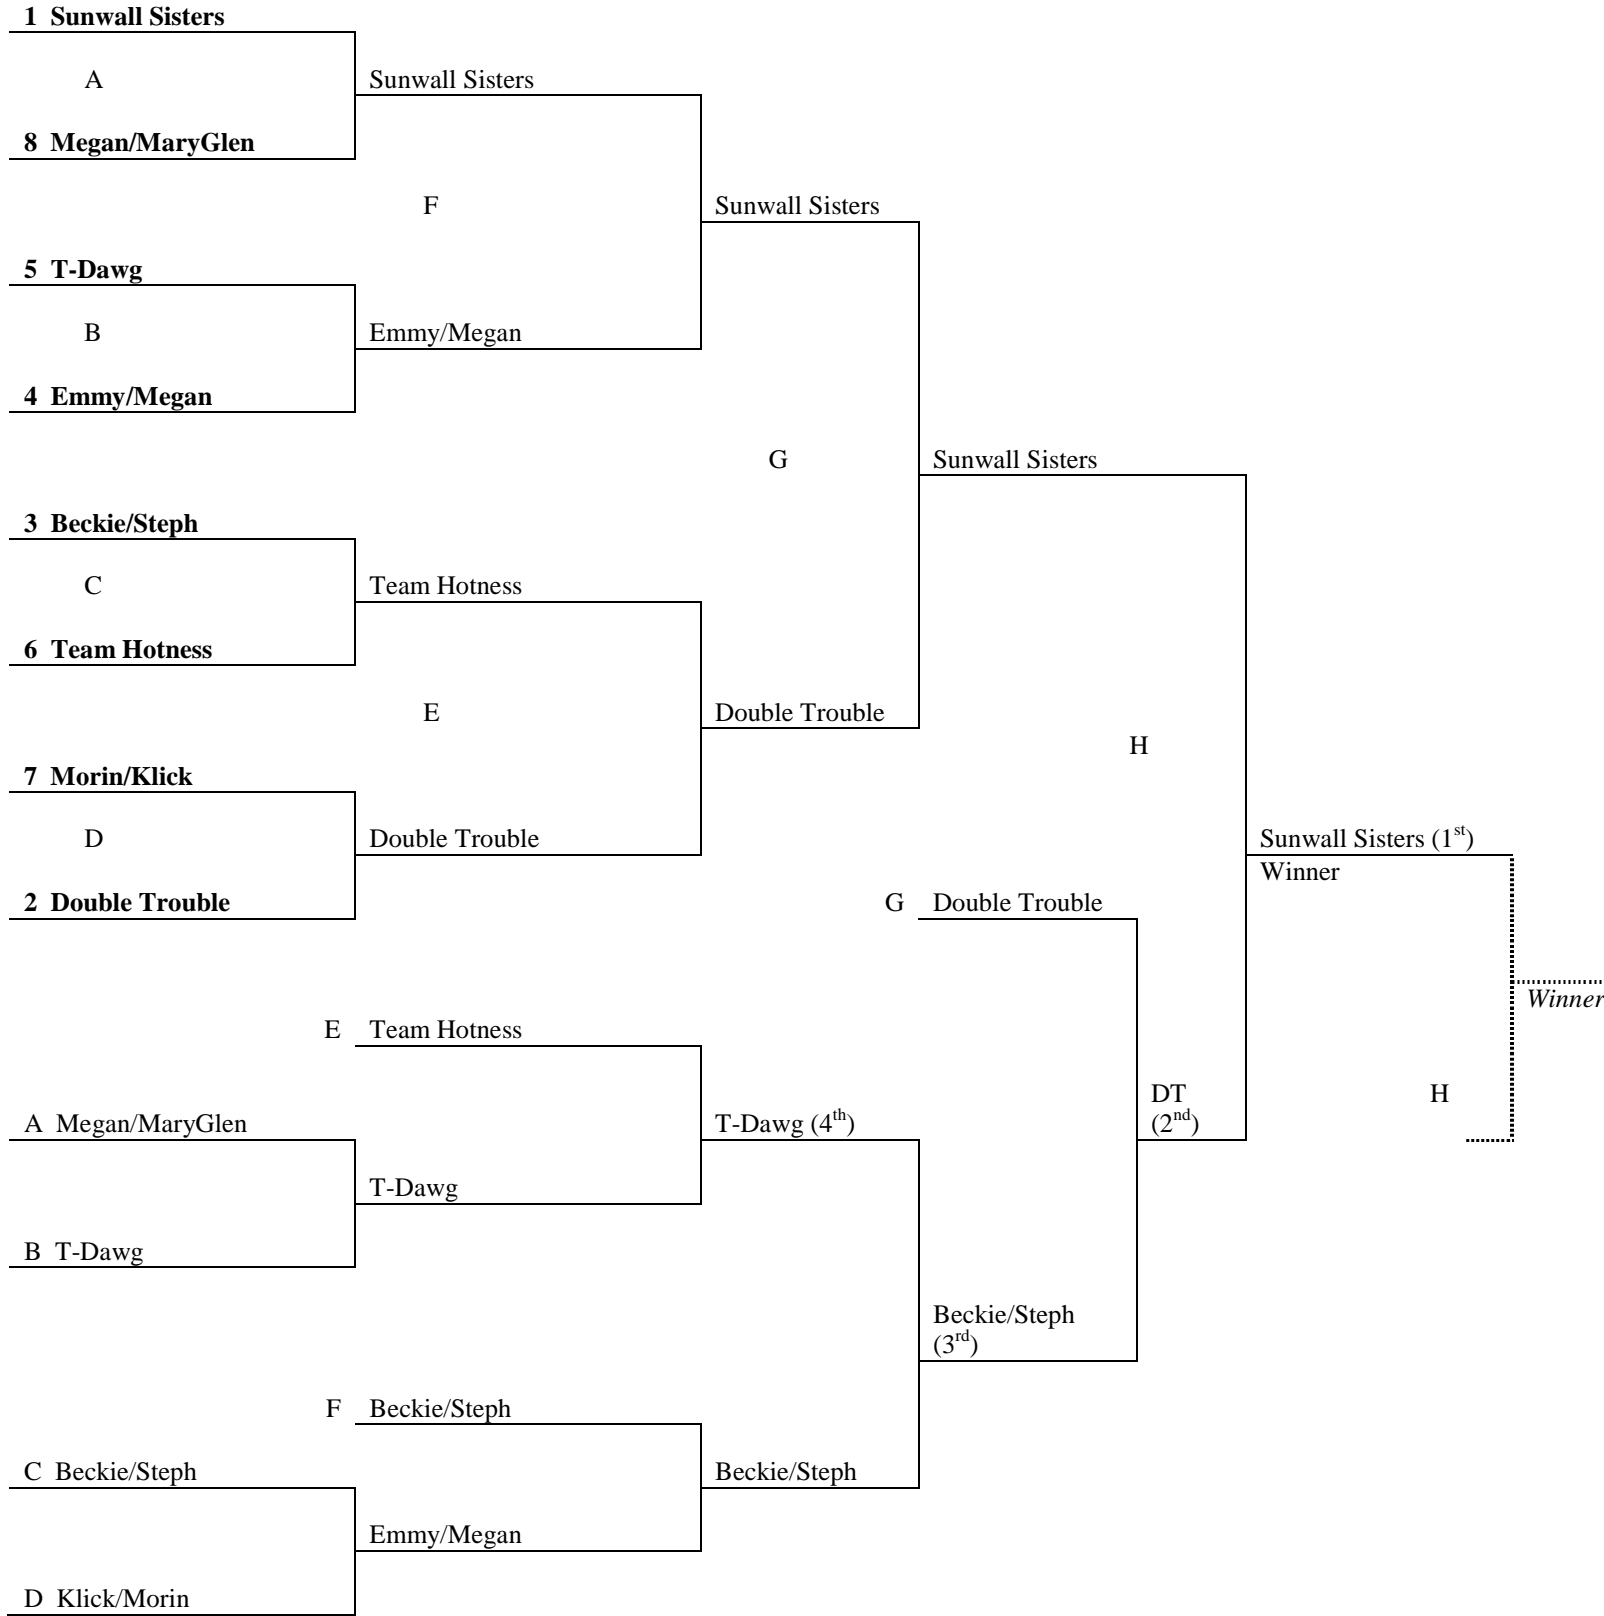 1 Sunwall Sisters
A
Sunwall Sisters
8 Megan/MaryGlen
F
Sunwall Sisters
5 T-Dawg
B
Emmy/Megan
4 Emmy/Megan
G
Sunwall Sisters
3 Beckie/Steph
C
Team Hotness
6 Team Hotness
E
Double Trouble
H
7 Morin/Klick
D
Double Trouble
Sunwall Sisters (1st)
Winner
2 Double Trouble
G Double Trouble
Winner
E Team Hotness
DT
(2nd)
H
A Megan/MaryGlen
T-Dawg (4th)
T-Dawg
B T-Dawg
Beckie/Steph
(3rd)
F Beckie/Steph
C Beckie/Steph
Beckie/Steph
Emmy/Megan
D Klick/Morin